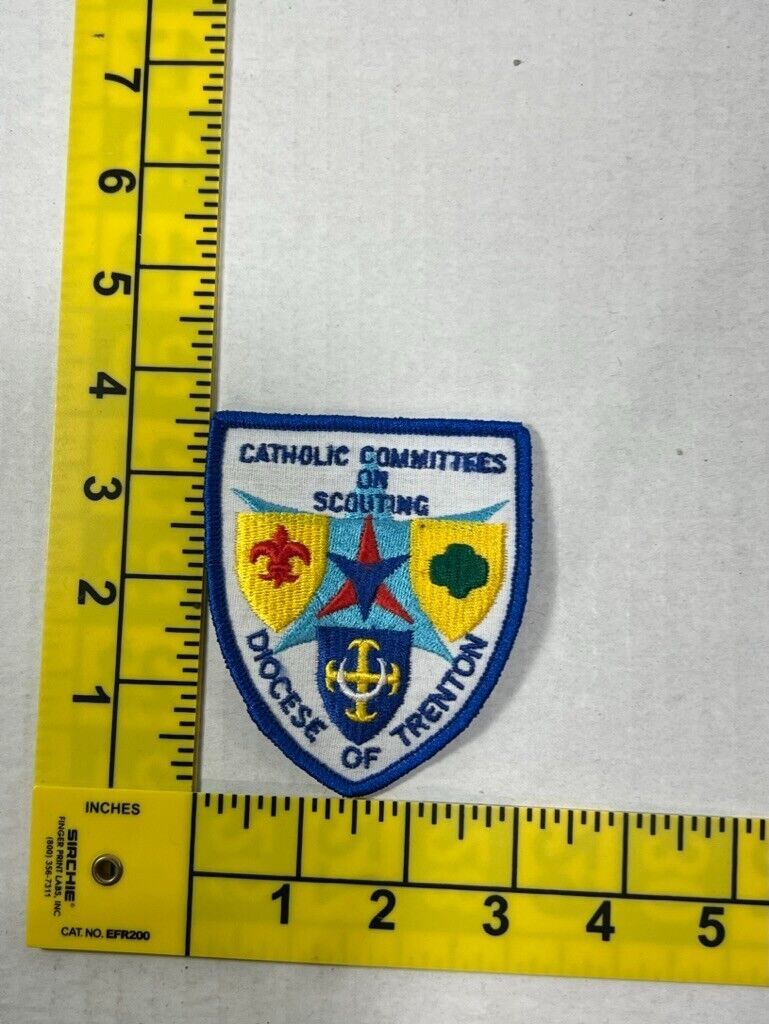 CATHOLIC COMMITTEES
ON
SCOUTING
DIOCESE OF TRENTON
7
6
5
4
3
2
1
INCHES
SIRCHIE®
FINGER PRINT LABS, INC
(800) 356-7311
CAT. NO. EFR200
1
2
3
4
5